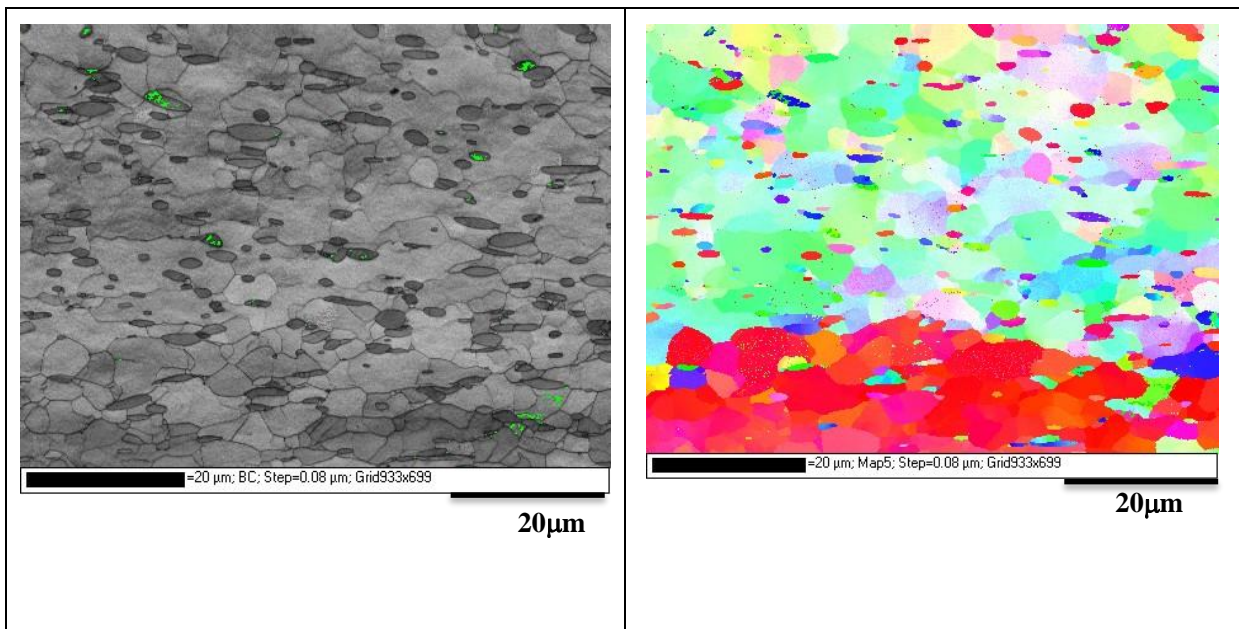 =20 μm; BC; Step=0.08 μm; Grid933x699
20μm
=20 μm; Map5; Step=0.08 μm; Grid933x699
20μm